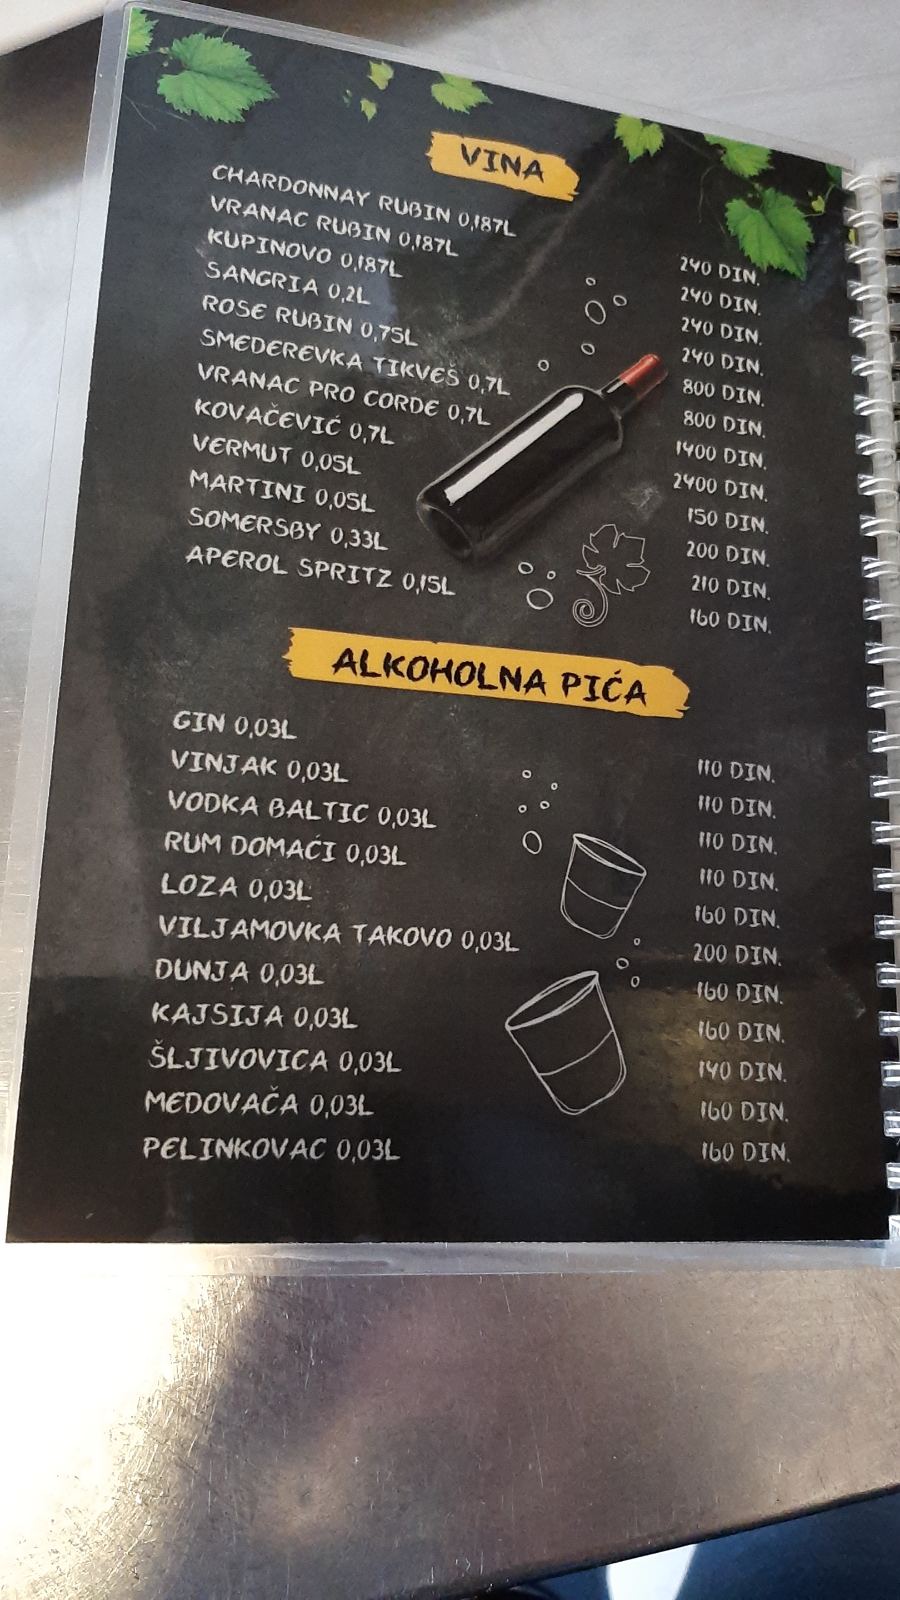 VINA
CHARDONNAY RUBIN 0,187L 240 DIN.
VRANAC RUBIN 0,187L 240 DIN.
KUPINOVO 0,187L 240 DIN.
SANGRIA 0,2L 240 DIN.
ROSE RUBIN 0,75L 800 DIN.
SMEDEREVKA TIKVEŠ 0,7L 800 DIN.
VRANAC PRO CORDE 0,7L 1400 DIN.
KOVAČEVIĆ 0,7L 2400 DIN.
VERMUT 0,05L 150 DIN.
MARTINI 0,05L 200 DIN.
SOMERSBY 0,33L 210 DIN.
APEROL SPRITZ 0,15L 160 DIN.
ALKOHOLNA PIĆA
GIN 0,03L 110 DIN.
VINJAK 0,03L 110 DIN.
VODKA BALTIC 0,03L 110 DIN.
RUM DOMAĆI 0,03L 110 DIN.
LOZA 0,03L 160 DIN.
VILJAMOVKA TAKOVO 0,03L 200 DIN.
DUNJA 0,03L 160 DIN.
KAJSIJA 0,03L 160 DIN.
ŠLJIVOVICA 0,03L 140 DIN.
MEDOVAČA 0,03L 160 DIN.
PELINKOVAC 0,03L 160 DIN.